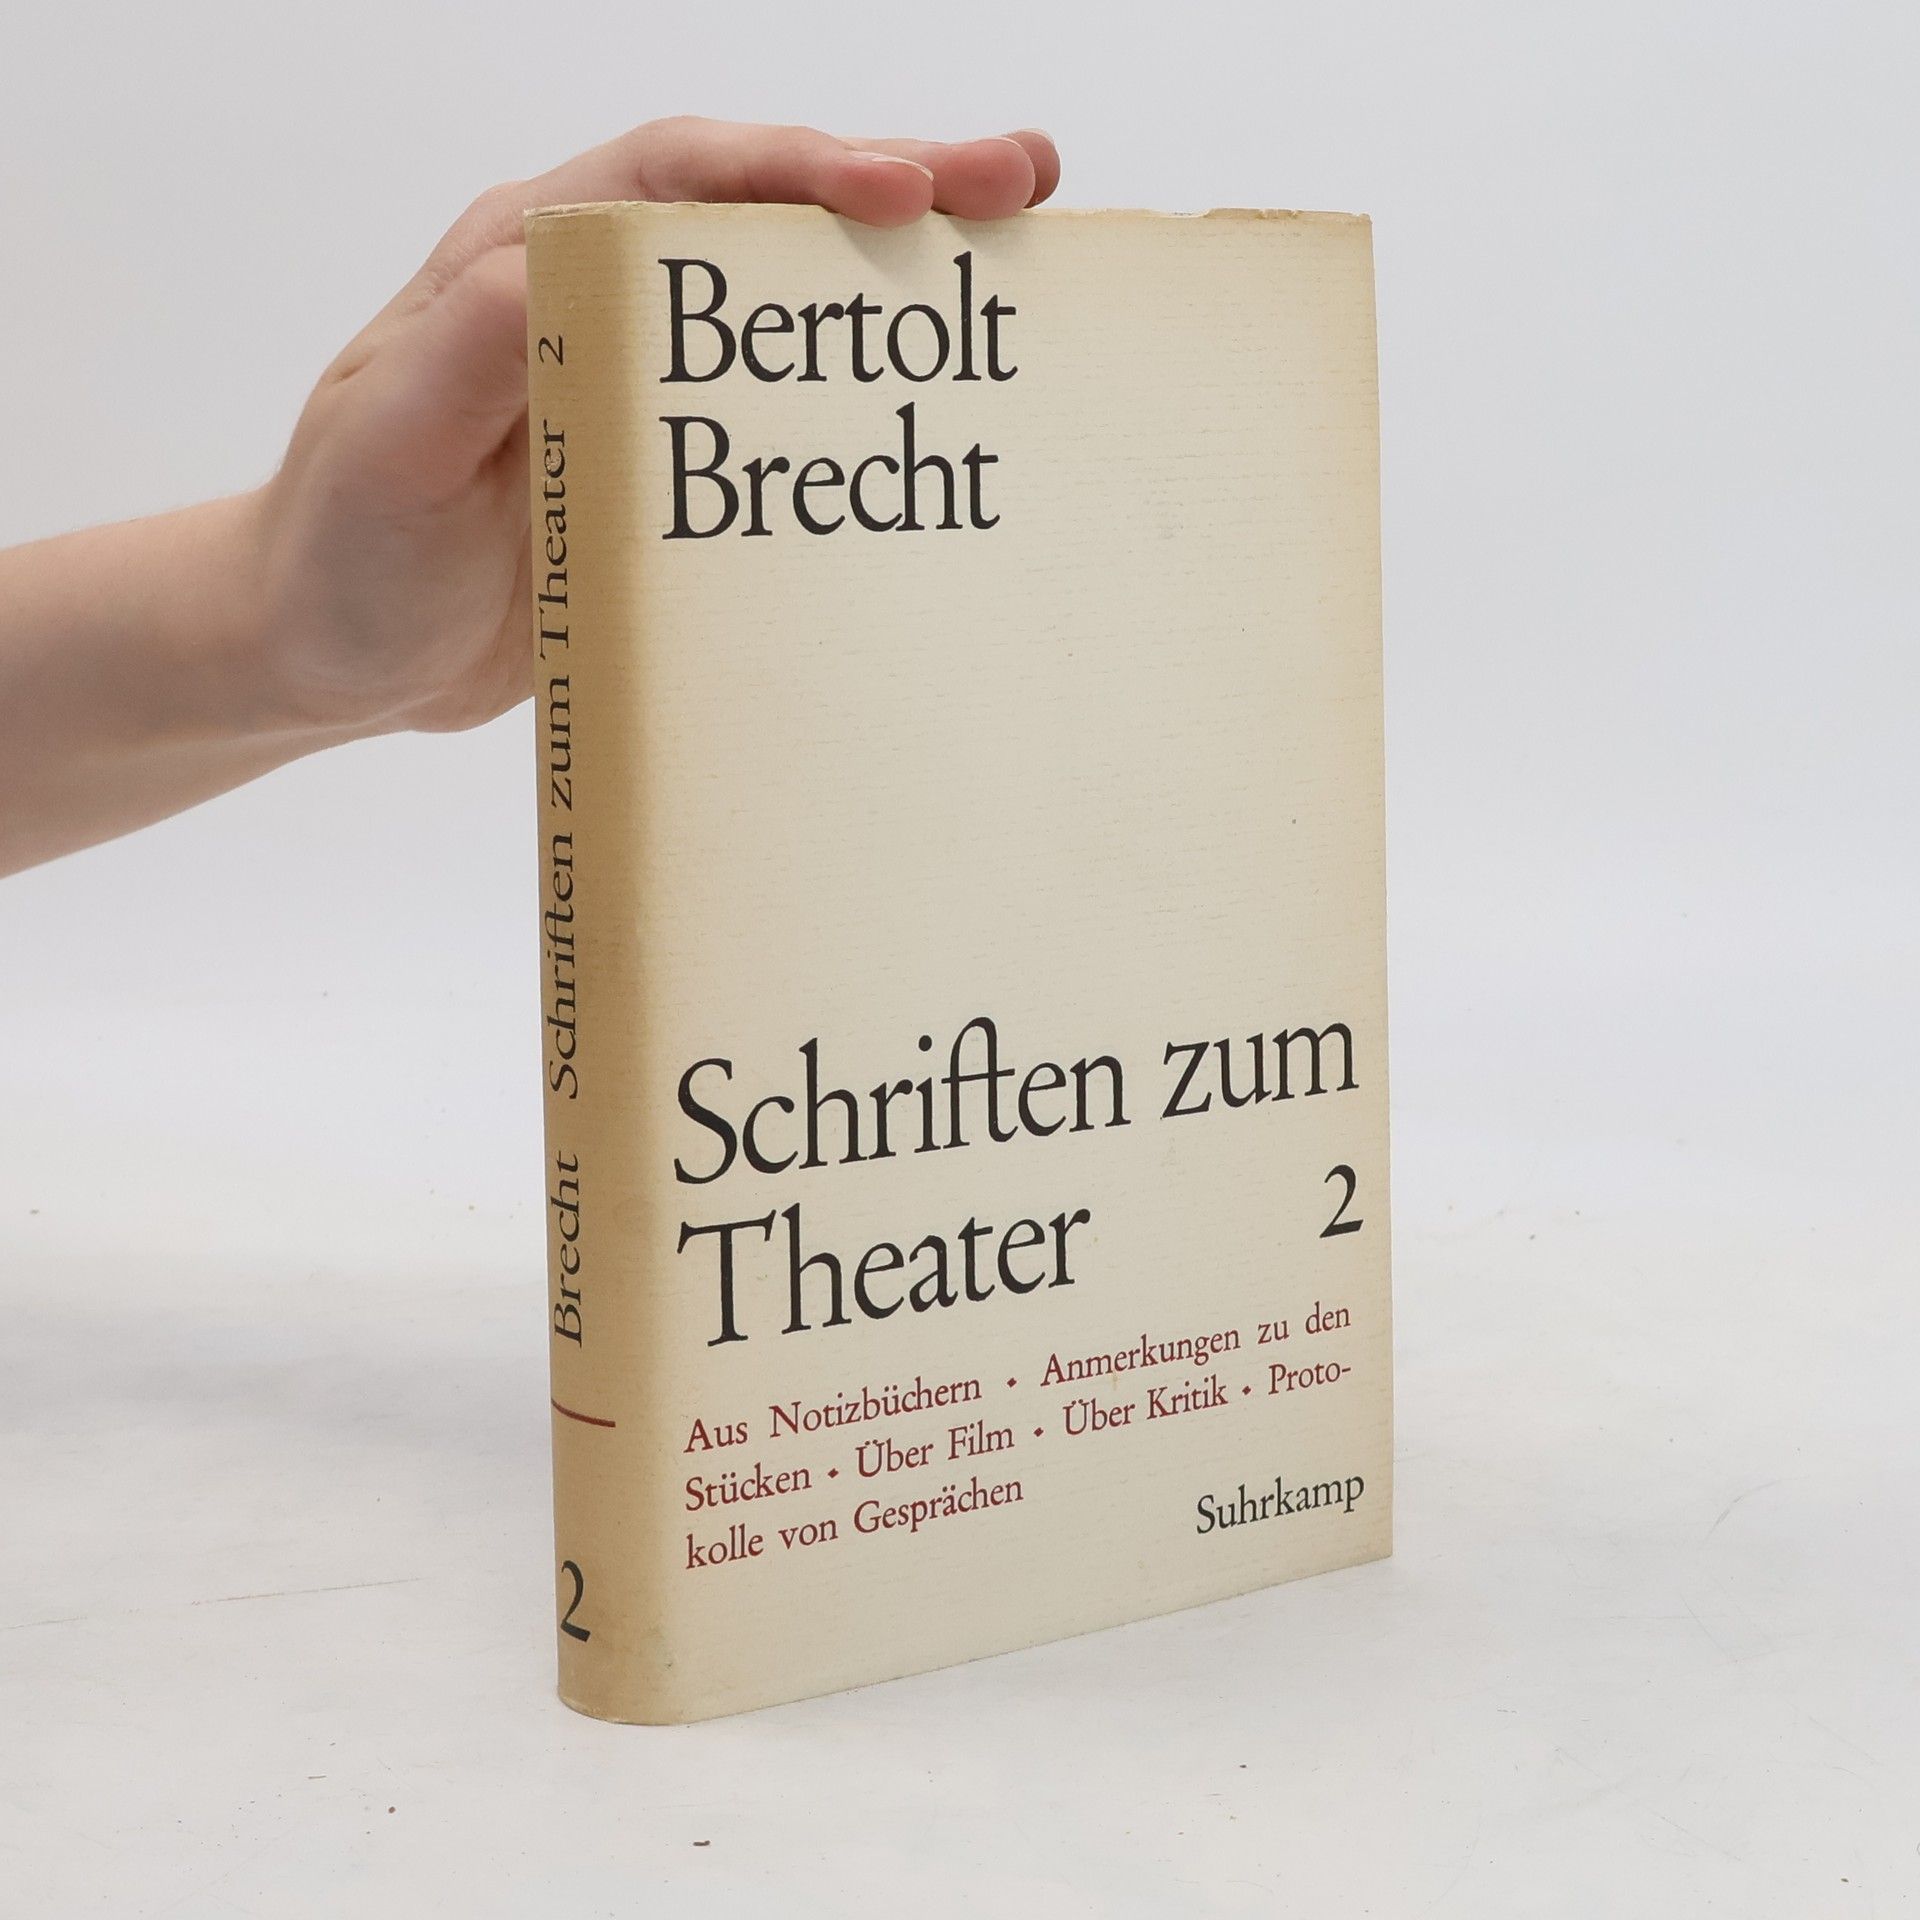 Bertolt
Brecht
Schriften zum
Theater 2
Aus Notizbüchern • Anmerkungen zu den
Stücken • Über Film • Über Kritik • Proto-
kolle von Gesprächen
Suhrkamp
Brecht Schriften zum Theater 2
2